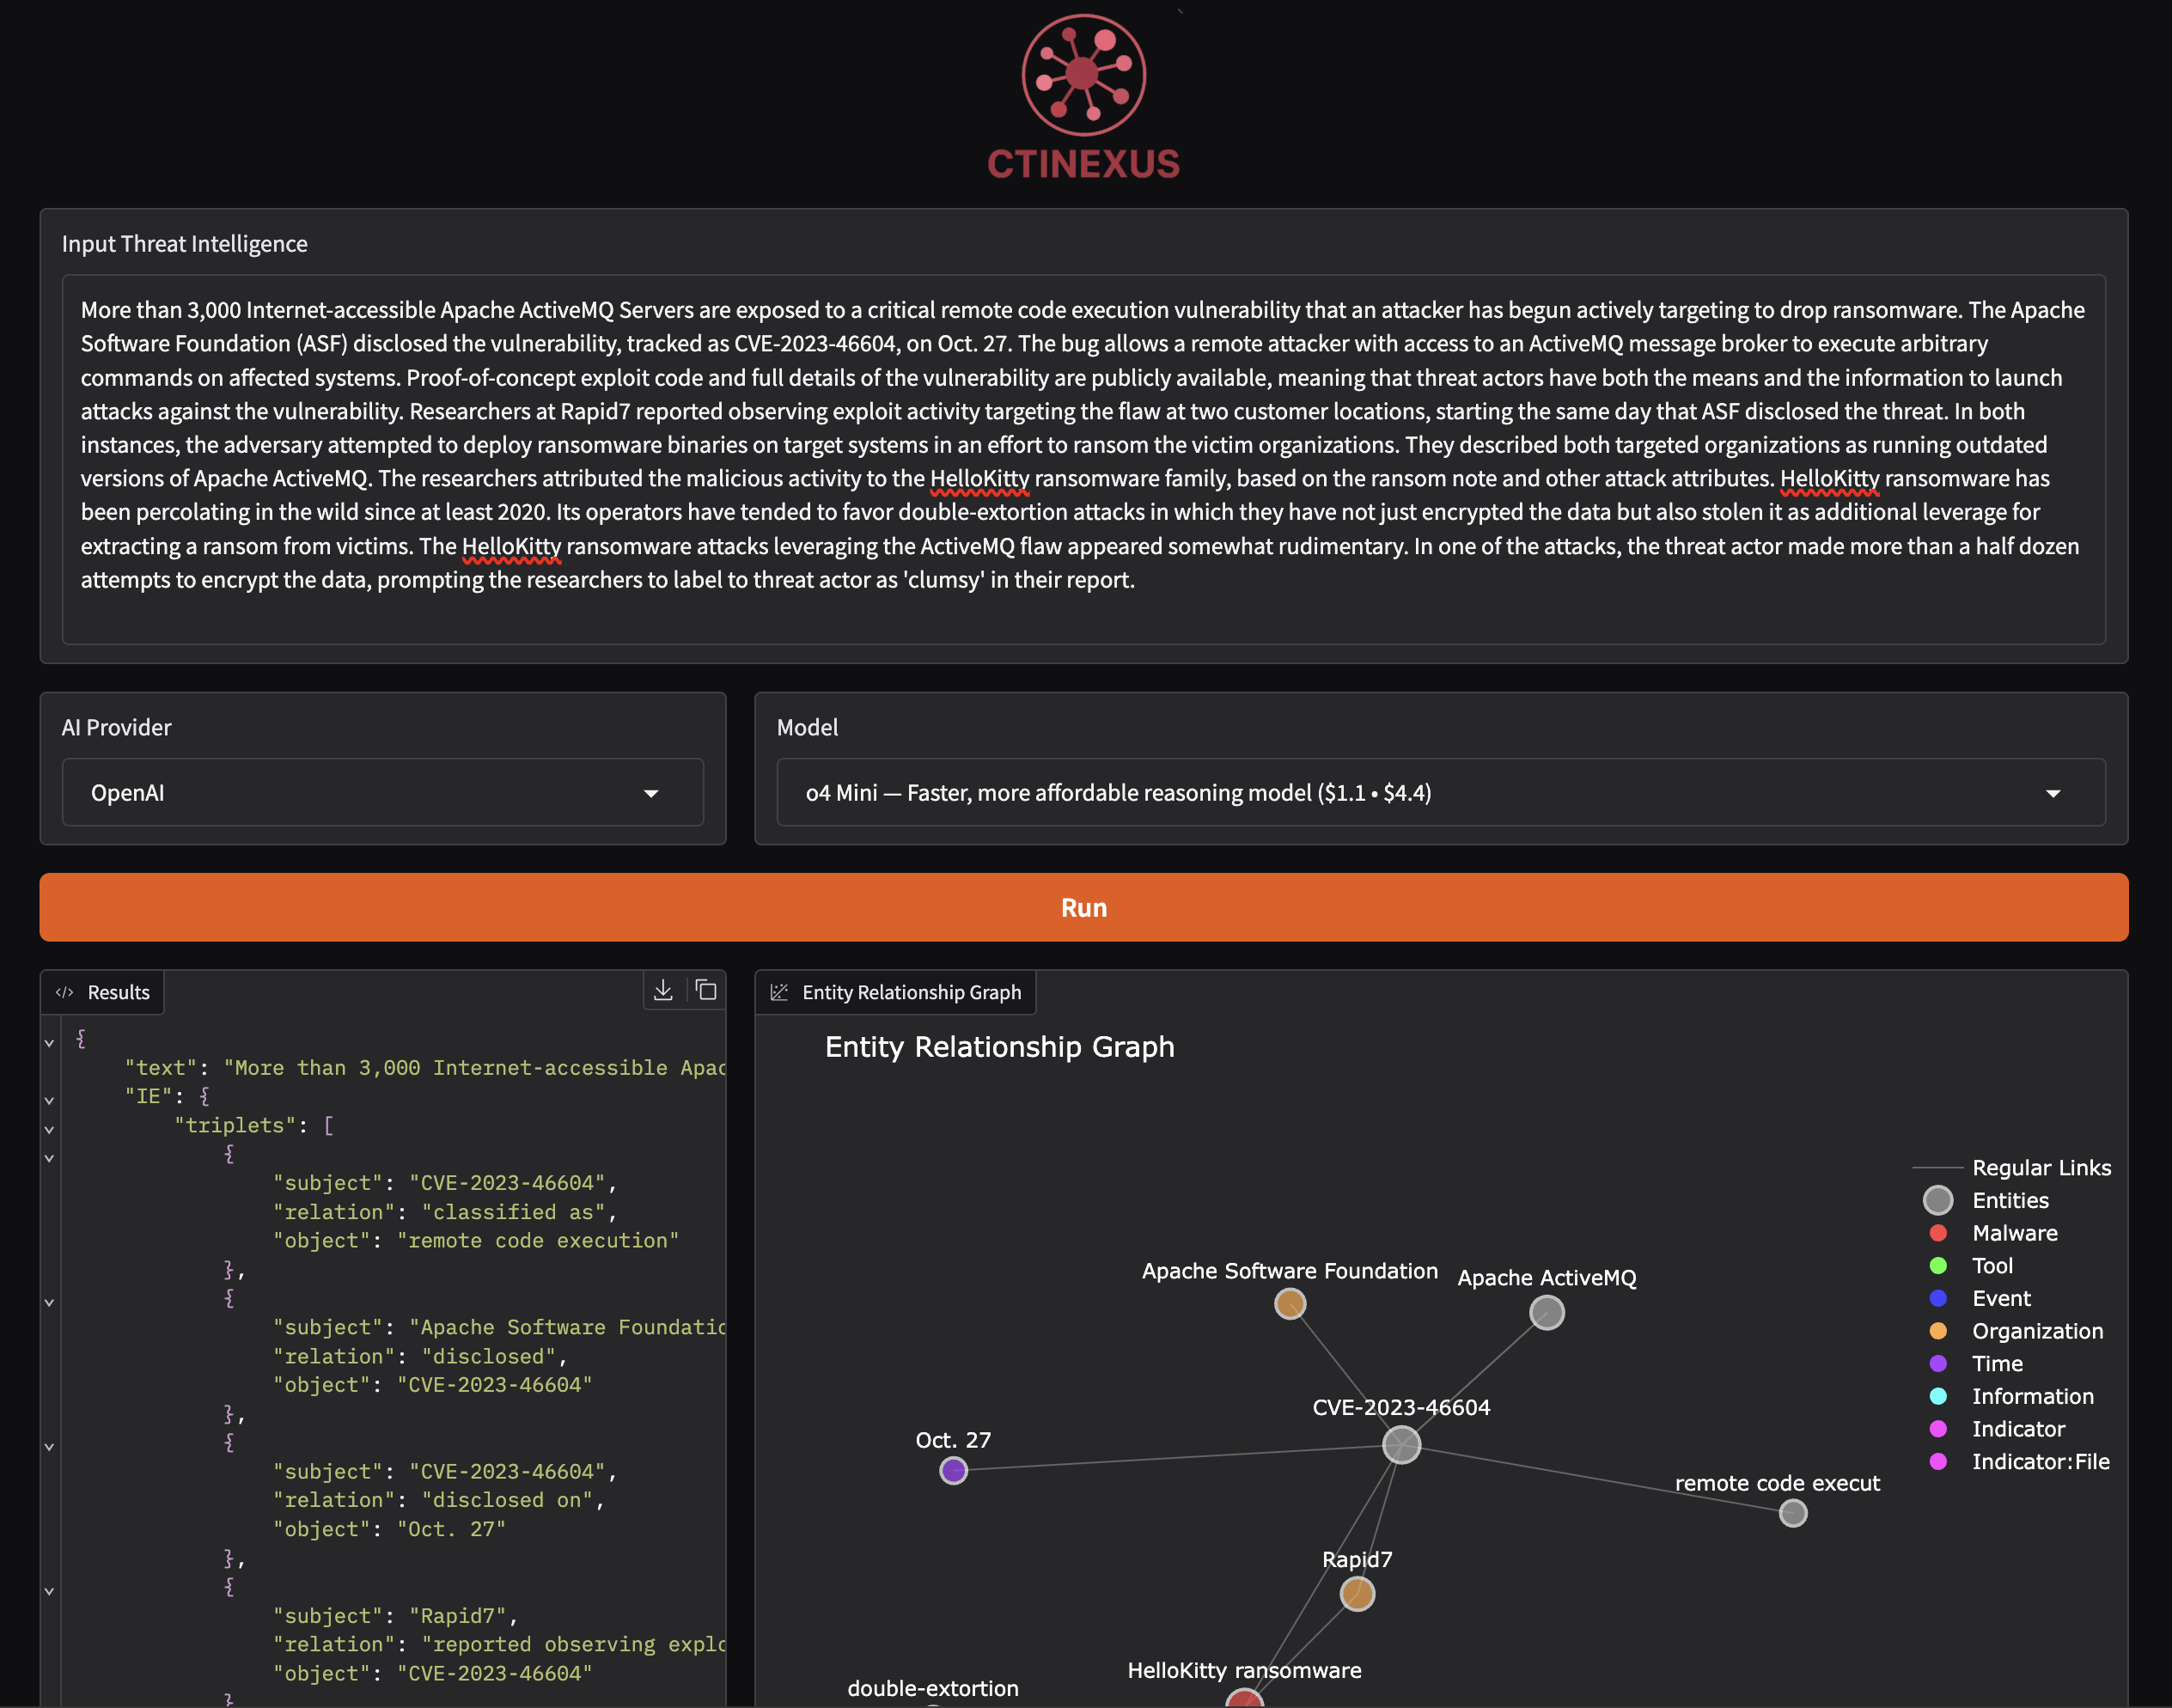 CTINEXUS
Input Threat Intelligence
More than 3,000 Internet-accessible Apache ActiveMQ Servers are exposed to a critical remote code execution vulnerability that an attacker has begun actively targeting to drop ransomware. The Apache
Software Foundation (ASF) disclosed the vulnerability, tracked as CVE-2023-46604, on Oct. 27. The bug allows a remote attacker with access to an ActiveMQ message broker to execute arbitrary
commands on affected systems. Proof-of-concept exploit code and full details of the vulnerability are publicly available, meaning that threat actors have both the means and the information to launch
attacks against the vulnerability. Researchers at Rapid7 reported observing exploit activity targeting the flaw at two customer locations, starting the same day that ASF disclosed the threat. In both
instances, the adversary attempted to deploy ransomware binaries on target systems in an effort to ransom the victim organizations. They described both targeted organizations as running outdated
versions of Apache ActiveMQ. The researchers attributed the malicious activity to the HelloKitty ransomware family, based on the ransom note and other attack attributes. HelloKitty ransomware has
been percolating in the wild since at least 2020. Its operators have tended to favor double-extortion attacks in which they have not just encrypted the data but also stolen it as additional leverage for
extracting a ransom from victims. The HelloKitty ransomware attacks leveraging the ActiveMQ flaw appeared somewhat rudimentary. In one of the attacks, the threat actor made more than a half dozen
attempts to encrypt the data, prompting the researchers to label to threat actor as 'clumsy' in their report.
AI Provider
OpenAI
Model
o4 Mini — Faster, more affordable reasoning model ($1.1 • $4.4)
Run
</> Results
{
"text": "More than 3,000 Internet-accessible Apac
"IE": {
"triplets": [
{
"subject": "CVE-2023-46604",
"relation": "classified as",
"object": "remote code execution"
},
{
"subject": "Apache Software Foundatio
"relation": "disclosed",
"object": "CVE-2023-46604"
},
{
"subject": "CVE-2023-46604",
"relation": "disclosed on",
"object": "Oct. 27"
},
{
"subject": "Rapid7",
"relation": "reported observing explo
"object": "CVE-2023-46604"
}
Entity Relationship Graph
Entity Relationship Graph
Regular Links
Entities
Malware
Tool
Event
Organization
Time
Information
Indicator
Indicator:File
Apache Software Foundation
Apache ActiveMQ
CVE-2023-46604
Oct. 27
remote code execut
Rapid7
HelloKitty ransomware
double-extortion